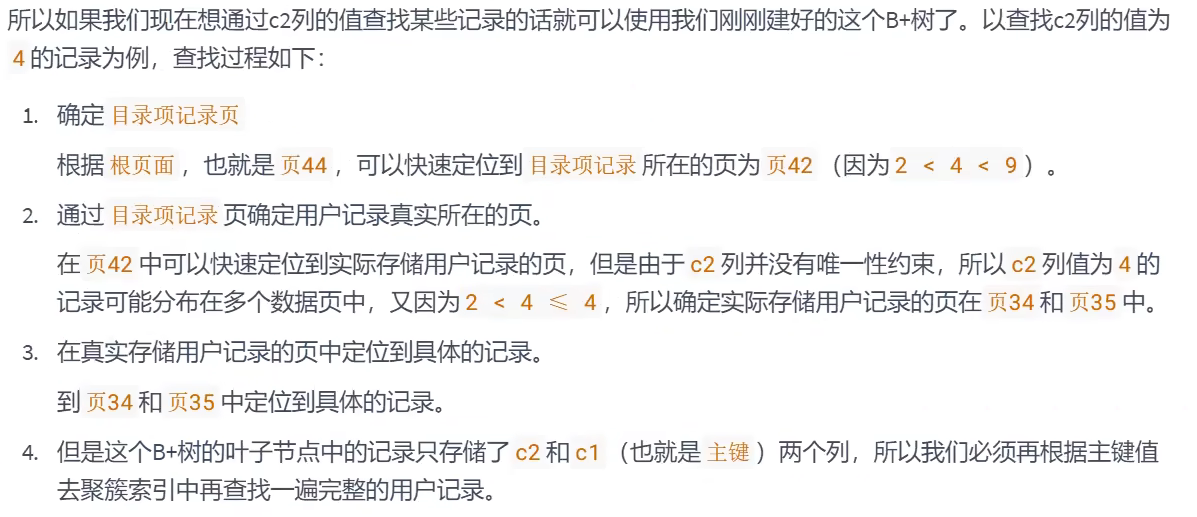 所以如果我们现在想通过c2列的值查找某些记录的话就可以使用我们刚刚建好的这个B+树了。以查找c2列的值为
4 的记录为例，查找过程如下：
1. 确定 目录项记录页
根据 根页面 ，也就是 页44 ，可以快速定位到 目录项记录 所在的页为 页42 （因为 2 < 4 < 9 ）。
2. 通过 目录项记录 页确定用户记录真实所在的页。
在 页42 中可以快速定位到实际存储用户记录的页，但是由于 c2 列并没有唯一性约束，所以 c2 列值为 4 的
记录可能分布在多个数据页中，又因为 2 < 4 ≤ 4 ，所以确定实际存储用户记录的页在 页34 和 页35 中。
3. 在真实存储用户记录的页中定位到具体的记录。
到 页34 和 页35 中定位到具体的记录。
4. 但是这个B+树的叶子节点中的记录只存储了 c2 和 c1 （也就是 主键 ）两个列，所以我们必须再根据主键值
去聚簇索引中再查找一遍完整的用户记录。